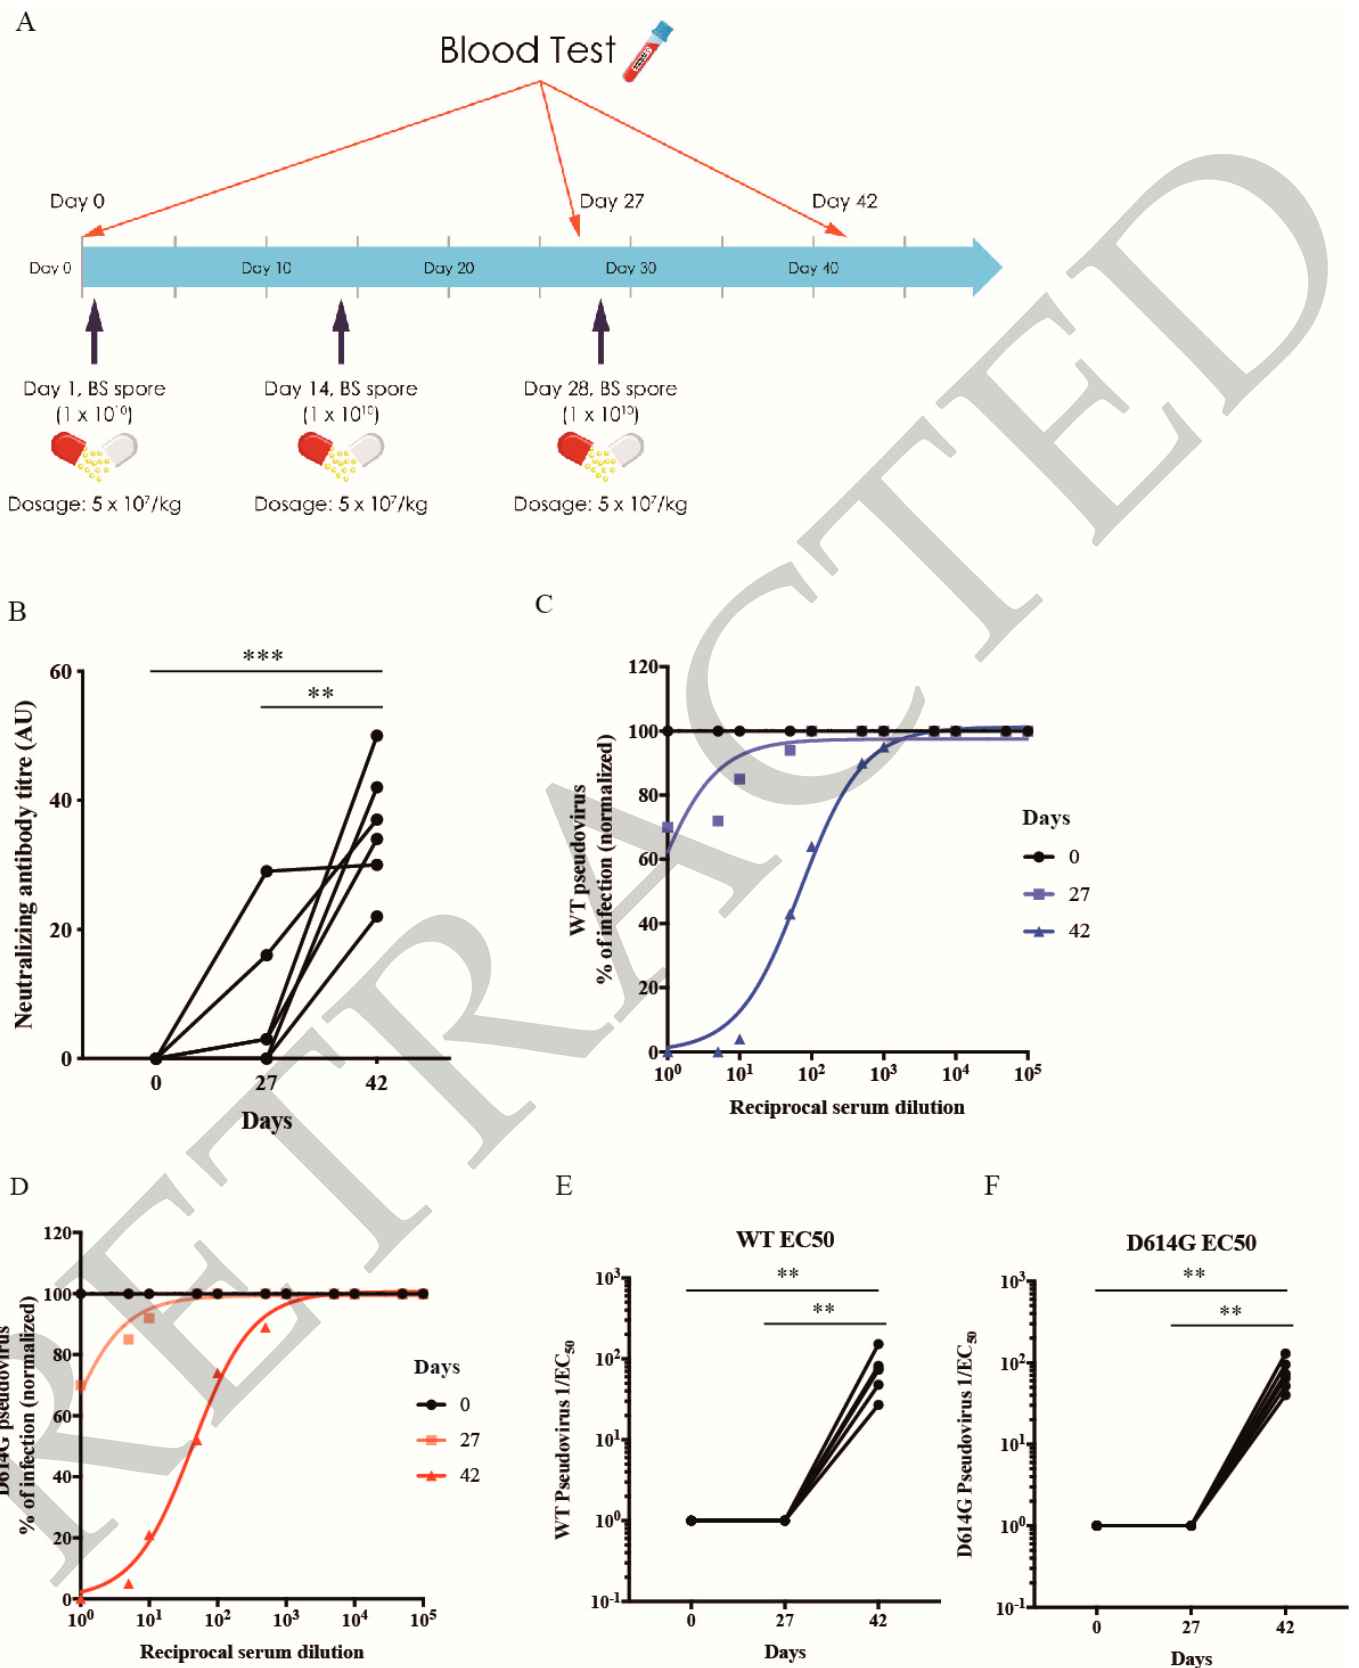 A
Blood Test
Day 0
Day 27
Day 42
Day 0
Day 10
Day 20
Day 30
Day 40
Day 1, BS spore
(1 x 10¹⁰)
Dosage: 5 x 10⁷/kg
Day 14, BS spore
(1 x 10¹⁰)
Dosage: 5 x 10⁷/kg
Day 28, BS spore
(1 x 10¹⁰)
Dosage: 5 x 10⁷/kg
RETRACTED
B
Neutralizing antibody titre (AU)
60
40
20
0
***
**
0
27
42
Days
C
WT pseudovirus
% of infection (normalized)
120
100
80
60
40
20
0
10⁰
10¹
10²
10³
10⁴
10⁵
Reciprocal serum dilution
Days
0
27
42
D
D614G pseudovirus
% of infection (normalized)
120
100
80
60
40
20
0
10⁰
10¹
10²
10³
10⁴
10⁵
Reciprocal serum dilution
Days
0
27
42
E
WT EC50
WT Pseudovirus 1/EC₅₀
10³
10²
10¹
10⁰
10⁻¹
**
**
0
27
42
Days
F
D614G EC50
D614G Pseudovirus 1/EC₅₀
10³
10²
10¹
10⁰
10⁻¹
**
**
0
27
42
Days